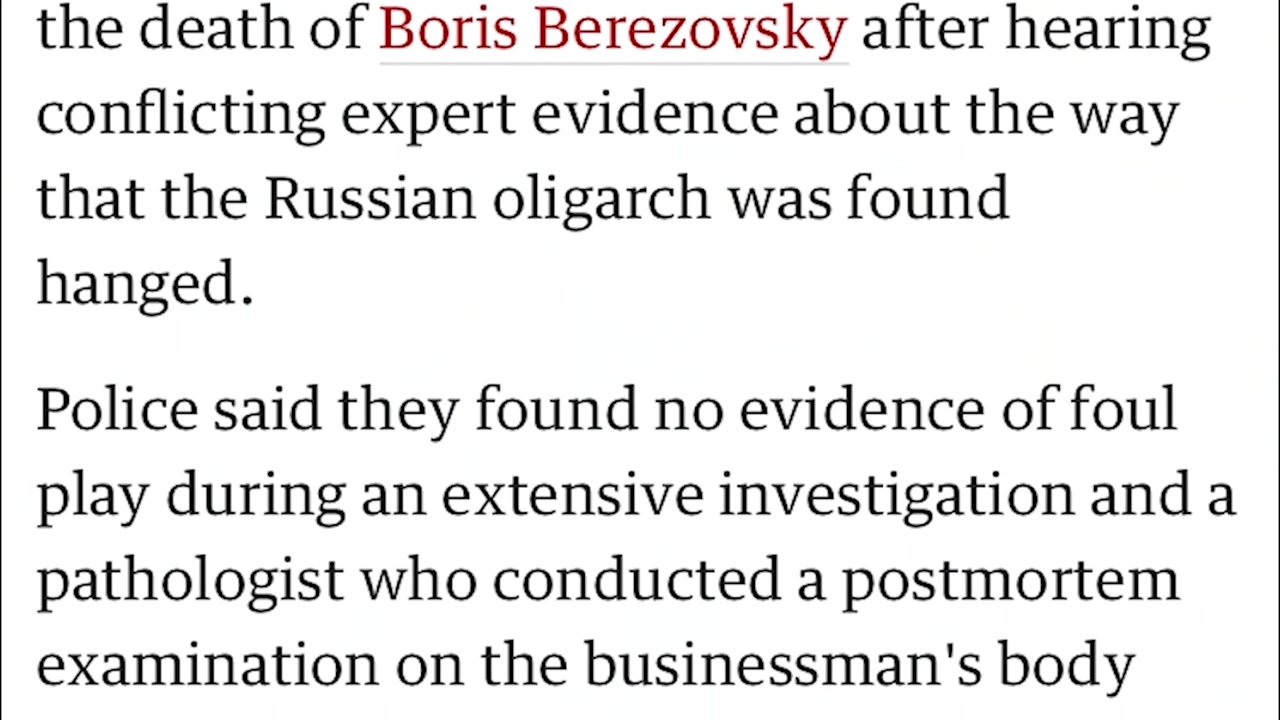 the death of Boris Berezovsky after hearing
conflicting expert evidence about the way
that the Russian oligarch was found
hanged.
Police said they found no evidence of foul
play during an extensive investigation and a
pathologist who conducted a postmortem
examination on the businessman's body